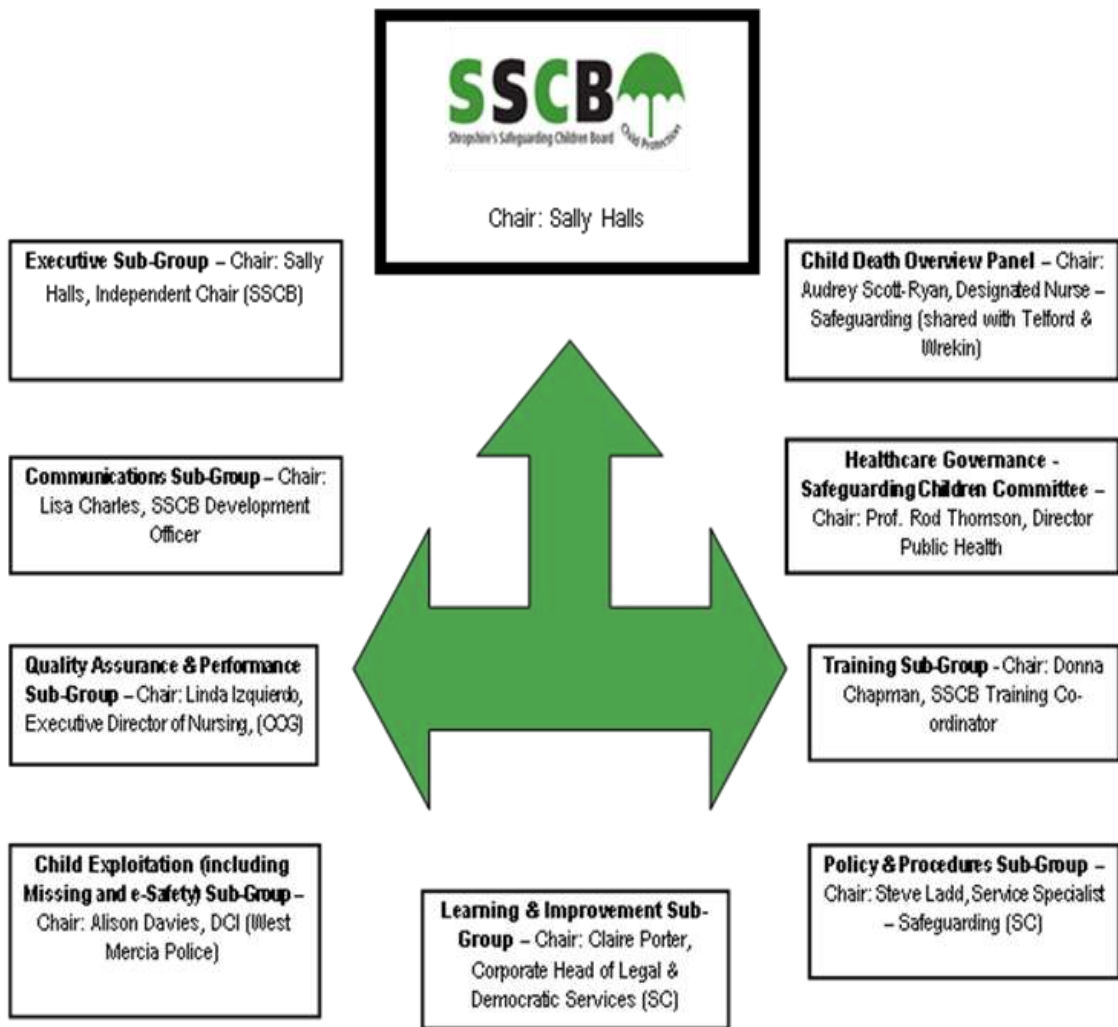 SSCB
Shropshire's Safeguarding Children Board
Child Protection
Chair: Sally Halls
Executive Sub-Group – Chair: Sally
Halls, Independent Chair (SSCB)
Communications Sub-Group – Chair:
Lisa Charles, SSCB Development
Officer
Quality Assurance & Performance
Sub-Group – Chair: Linda Izquierdo,
Executive Director of Nursing, (CCG)
Child Exploitation (including
Missing and e-Safety) Sub-Group –
Chair: Alison Davies, DCI (West
Mercia Police)
Learning & Improvement Sub-
Group – Chair: Claire Porter,
Corporate Head of Legal &
Democratic Services (SC)
Child Death Overview Panel – Chair:
Audrey Scott-Ryan, Designated Nurse –
Safeguarding (shared with Telford &
Wrekin)
Healthcare Governance -
Safeguarding Children Committee –
Chair: Prof. Rod Thomson, Director
Public Health
Training Sub-Group - Chair: Donna
Chapman, SSCB Training Co-
ordinator
Policy & Procedures Sub-Group –
Chair: Steve Ladd, Service Specialist
– Safeguarding (SC)